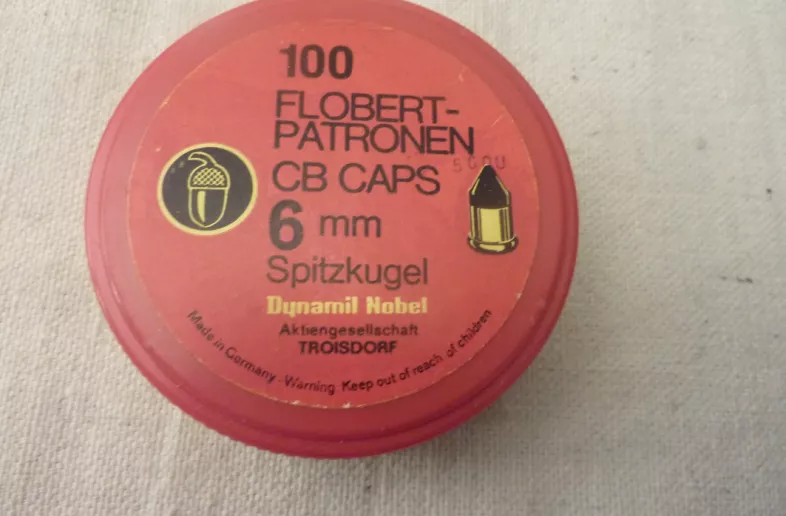 100
FLOBERT-
PATRONEN
CB CAPS
6 mm
Spitzkugel
Dynamil Nobel
Aktiengesellschaft
TROISDORF
Made in Germany - Warning Keep out of reach of children